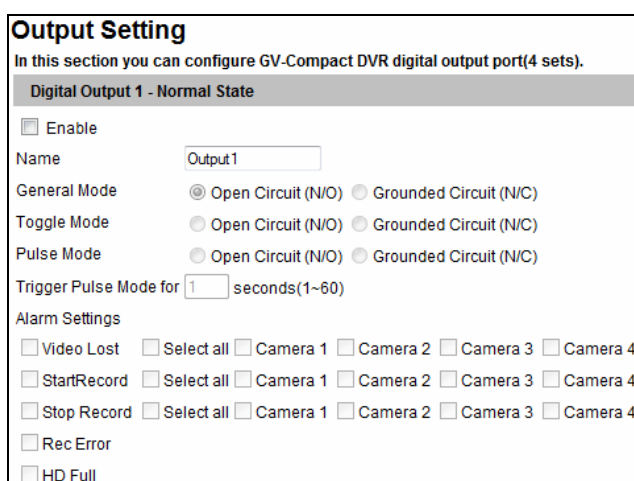 Output Setting
In this section you can configure GV-Compact DVR digital output port(4 sets).
Digital Output 1 - Normal State
Enable
Name Output1
General Mode Open Circuit (N/O) Grounded Circuit (N/C)
Toggle Mode Open Circuit (N/O) Grounded Circuit (N/C)
Pulse Mode Open Circuit (N/O) Grounded Circuit (N/C)
Trigger Pulse Mode for 1 seconds(1~60)
Alarm Settings
Video Lost Select all Camera 1 Camera 2 Camera 3 Camera 4
StartRecord Select all Camera 1 Camera 2 Camera 3 Camera 4
Stop Record Select all Camera 1 Camera 2 Camera 3 Camera 4
Rec Error
HD Full